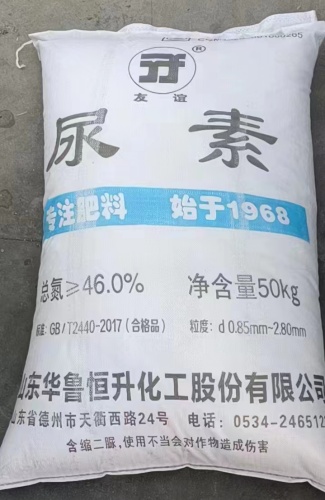 ®
友谊
尿素
专注肥料 始于1968
总氮≥46.0% 净含量50kg
标准: GB/T2440-2017(合格品) 粒度: d 0.85mm~2.80mm
山东华鲁恒升化工股份有限公司
山东省德州市天衢西路24号 电话: 0534-246512
含缩二脲,使用不当会对作物造成伤害